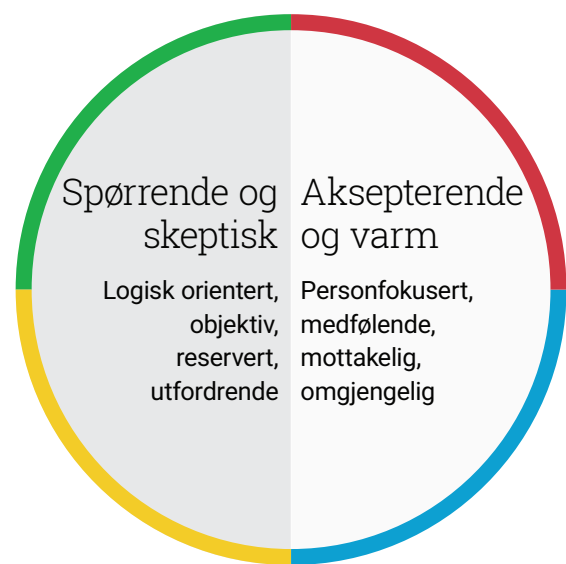 Spørrende og
skeptisk
Logisk orientert,
objektiv,
reservert,
utfordrende
Aksepterende
og varm
Personfokusert,
medfølende,
mottakelig,
omgjengelig